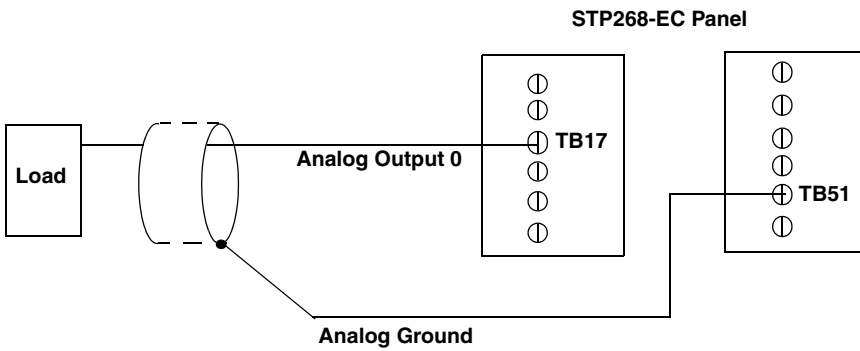 STP268-EC Panel
TB17
Analog Output 0
Load
TB51
Analog Ground